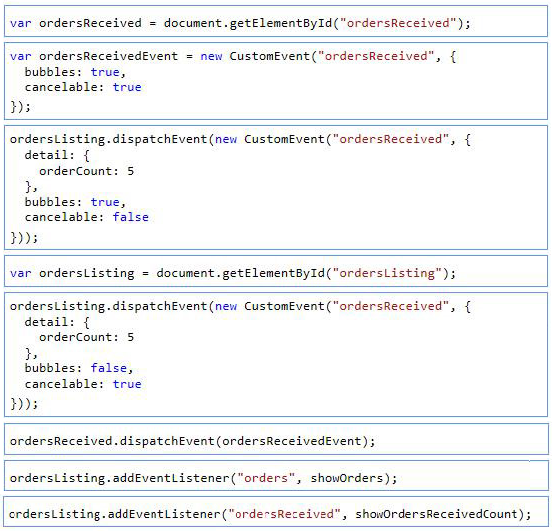 var ordersReceived = document.getElementById("ordersReceived");
var ordersReceivedEvent = new CustomEvent("ordersReceived", {
  bubbles: true,
  cancelable: true
});
ordersListing.dispatchEvent(new CustomEvent("ordersReceived", {
  detail: {
    orderCount: 5
  },
  bubbles: true,
  cancelable: false
}));
var ordersListing = document.getElementById("ordersListing");
ordersListing.dispatchEvent(new CustomEvent("ordersReceived", {
  detail: {
    orderCount: 5
  },
  bubbles: false,
  cancelable: true
}));
ordersReceived.dispatchEvent(ordersReceivedEvent);
ordersListing.addEventListener("orders", showOrders);
ordersListing.addEventListener("ordersReceived", showOrdersReceivedCount);